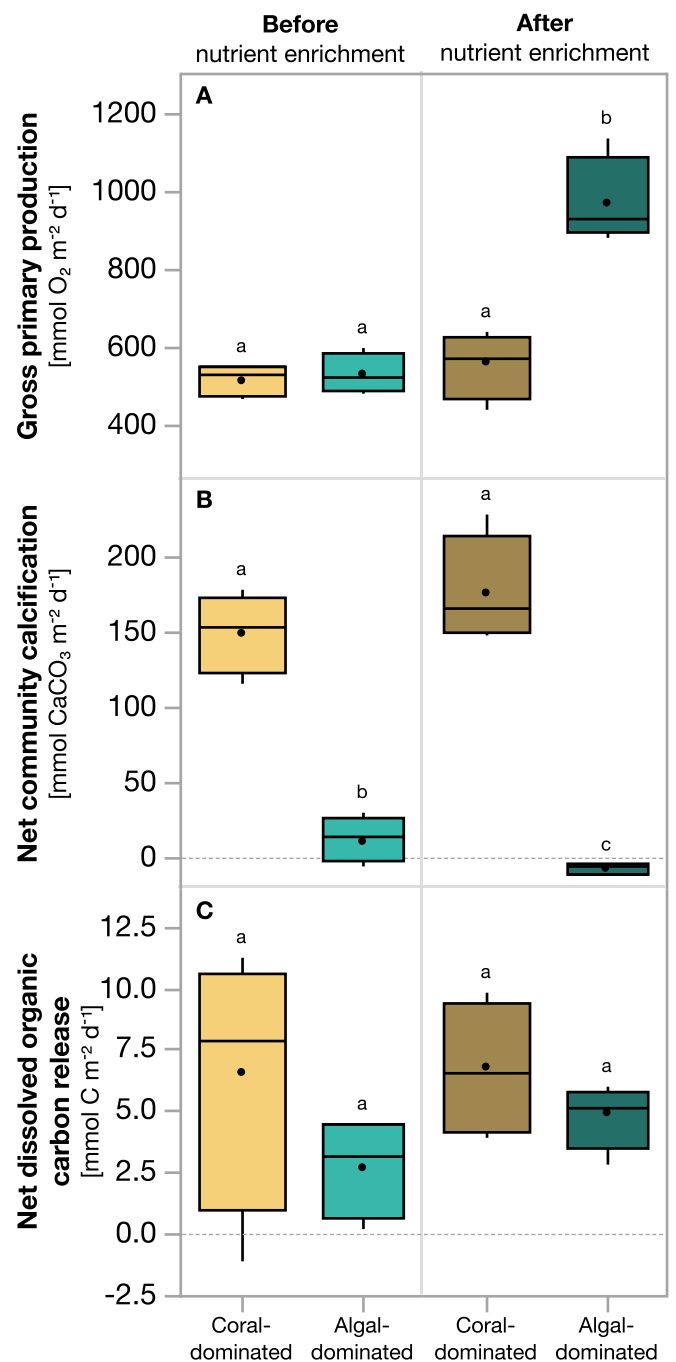 Before
nutrient enrichment
After
nutrient enrichment
Gross primary production
[mmol O₂ m⁻² d⁻¹]
A
1200
1000
800
600
400
a
a
a
b
Net community calcification
[mmol CaCO₃ m⁻² d⁻¹]
B
200
150
100
50
0
a
b
a
c
Net dissolved organic
carbon release
[mmol C m⁻² d⁻¹]
C
12.5
10.0
7.5
5.0
2.5
0.0
-2.5
a
a
a
a
Coral-
dominated
Algal-
dominated
Coral-
dominated
Algal-
dominated